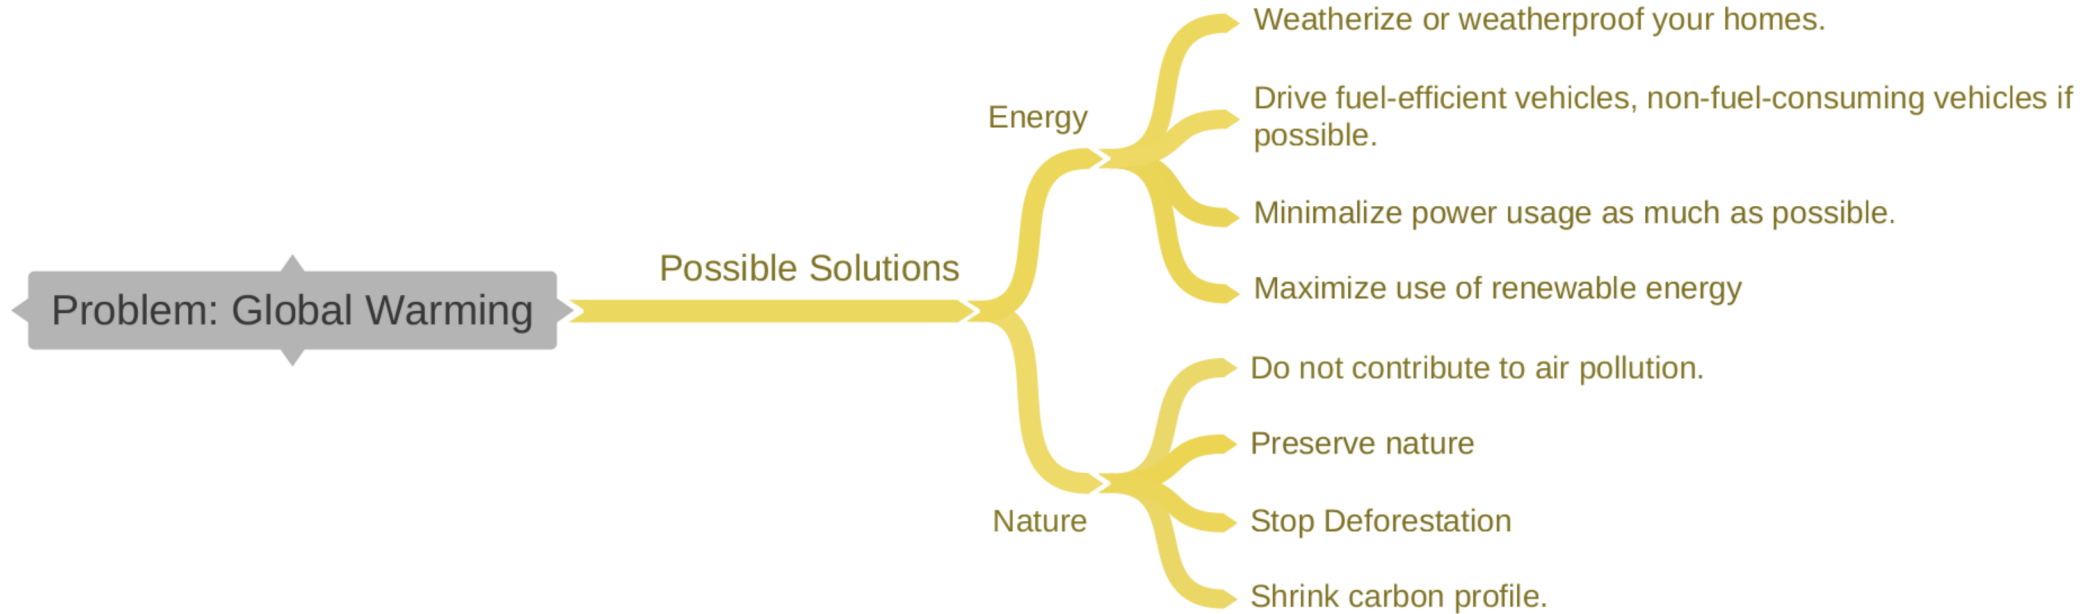 Problem: Global Warming
Possible Solutions
Energy
Weatherize or weatherproof your homes.
Drive fuel-efficient vehicles, non-fuel-consuming vehicles if
possible.
Minimalize power usage as much as possible.
Maximize use of renewable energy
Nature
Do not contribute to air pollution.
Preserve nature
Stop Deforestation
Shrink carbon profile.